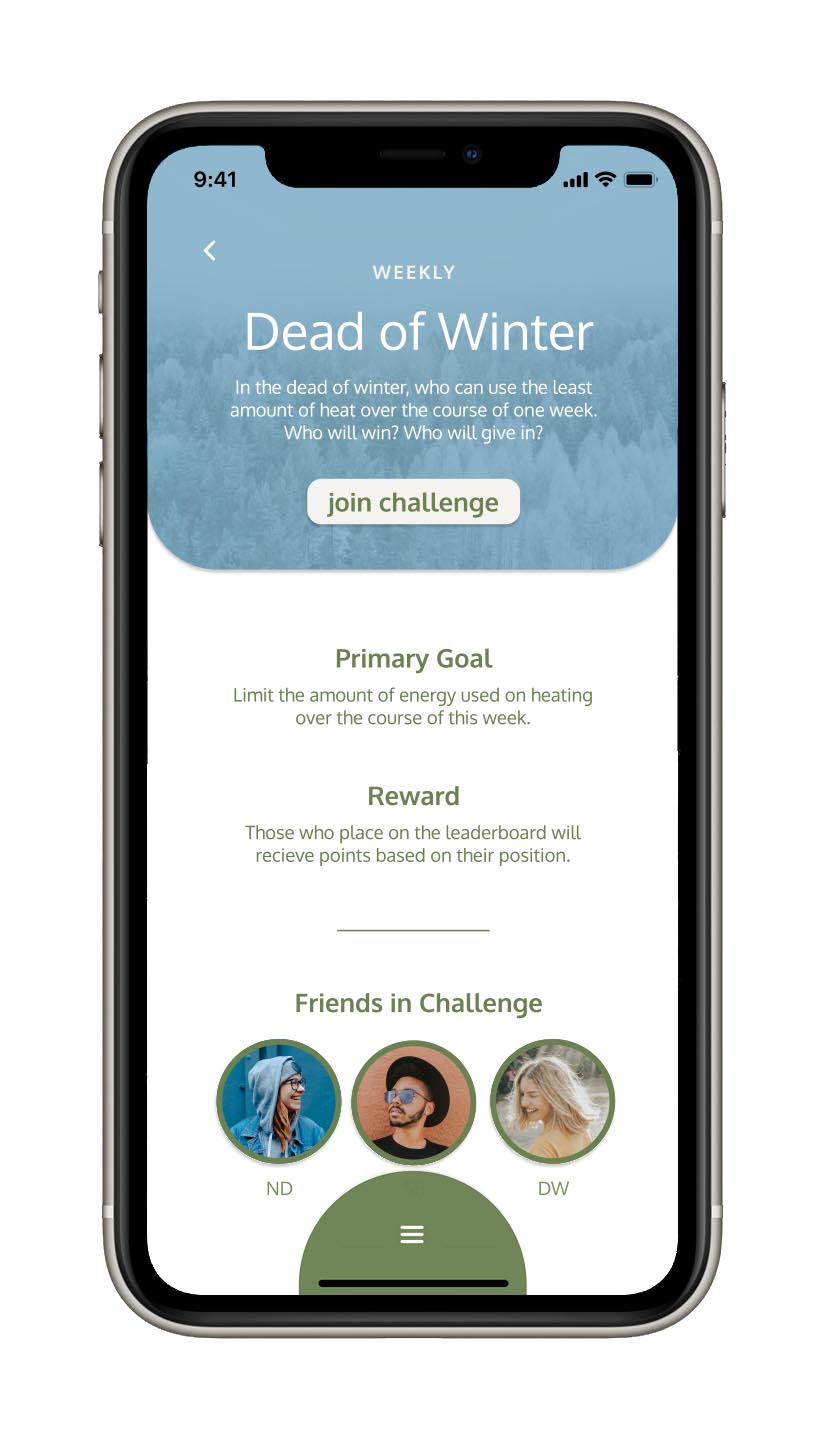 9:41
WEEKLY
Dead of Winter
In the dead of winter, who can use the least
amount of heat over the course of one week.
Who will win? Who will give in?
join challenge
Primary Goal
Limit the amount of energy used on heating
over the course of this week.
Reward
Those who place on the leaderboard will
recieve points based on their position.
Friends in Challenge
ND
DW